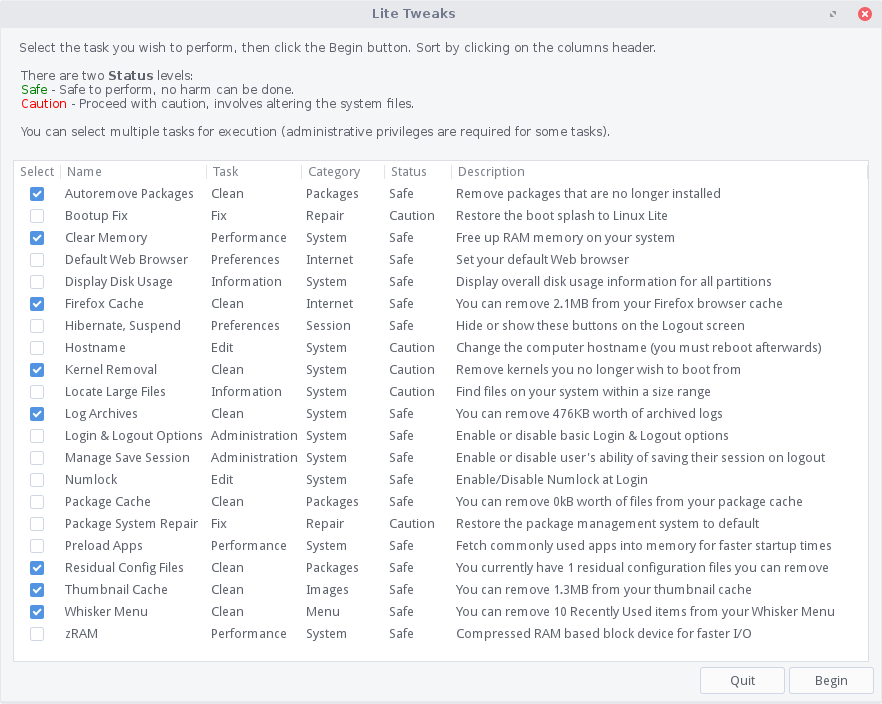 Lite Tweaks
Select the task you wish to perform, then click the Begin button. Sort by clicking on the columns header.
There are two Status levels:
Safe - Safe to perform, no harm can be done.
Caution - Proceed with caution, involves altering the system files.
You can select multiple tasks for execution (administrative privileges are required for some tasks).
Select Name Task Category Status Description
Autoremove Packages Clean Packages Safe Remove packages that are no longer installed
Bootup Fix Fix Repair Caution Restore the boot splash to Linux Lite
Clear Memory Performance System Safe Free up RAM memory on your system
Default Web Browser Preferences Internet Safe Set your default Web browser
Display Disk Usage Information System Safe Display overall disk usage information for all partitions
Firefox Cache Clean Internet Safe You can remove 2.1MB from your Firefox browser cache
Hibernate, Suspend Preferences Session Safe Hide or show these buttons on the Logout screen
Hostname Edit System Caution Change the computer hostname (you must reboot afterwards)
Kernel Removal Clean System Caution Remove kernels you no longer wish to boot from
Locate Large Files Information System Caution Find files on your system within a size range
Log Archives Clean System Safe You can remove 476KB worth of archived logs
Login & Logout Options Administration System Safe Enable or disable basic Login & Logout options
Manage Save Session Administration System Safe Enable or disable user's ability of saving their session on logout
Numlock Edit System Safe Enable/Disable Numlock at Login
Package Cache Clean Packages Safe You can remove 0kB worth of files from your package cache
Package System Repair Fix Repair Caution Restore the package management system to default
Preload Apps Performance System Safe Fetch commonly used apps into memory for faster startup times
Residual Config Files Clean Packages Safe You currently have 1 residual configuration files you can remove
Thumbnail Cache Clean Images Safe You can remove 1.3MB from your thumbnail cache
Whisker Menu Clean Menu Safe You can remove 10 Recently Used items from your Whisker Menu
zRAM Performance System Safe Compressed RAM based block device for faster I/O
Quit Begin